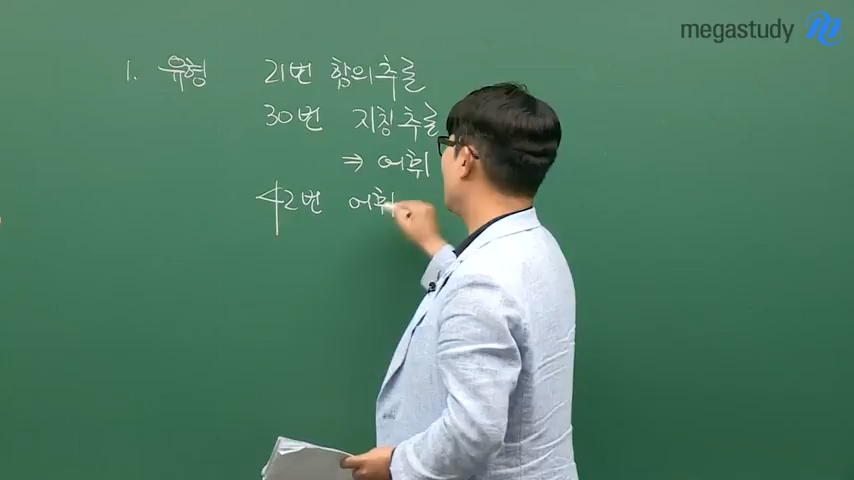 megastudy
1. 유형 21번 함의추론
30번 지칭추론
⇒ 어휘
42번 어휘